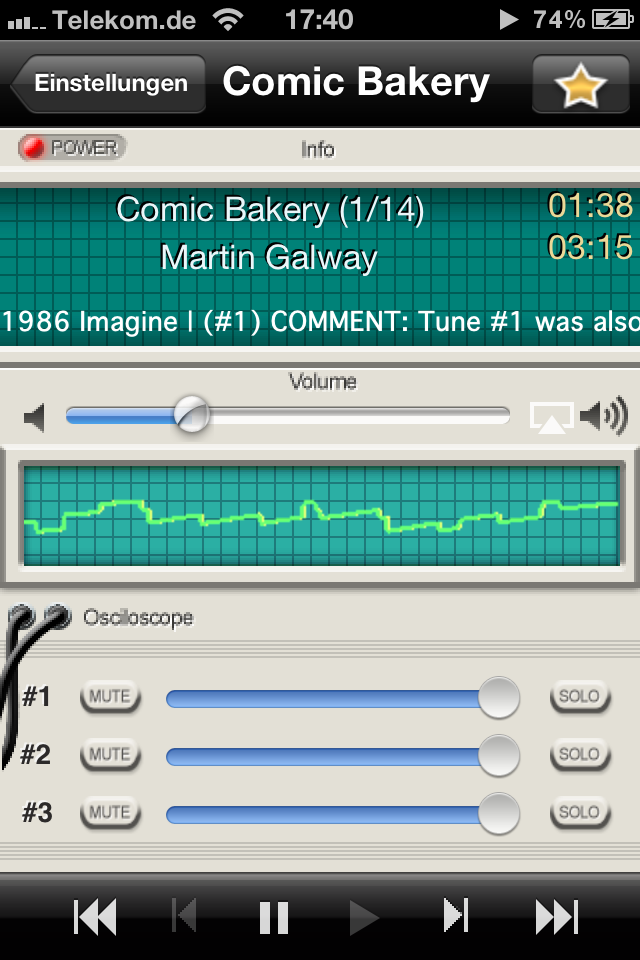 Telekom.de 17:40 74%
Einstellungen Comic Bakery
POWER Info
Comic Bakery (1/14) 01:38
Martin Galway 03:15
1986 Imagine | (#1) COMMENT: Tune #1 was also
Volume
Osciloscope
#1 MUTE SOLO
#2 MUTE SOLO
#3 MUTE SOLO